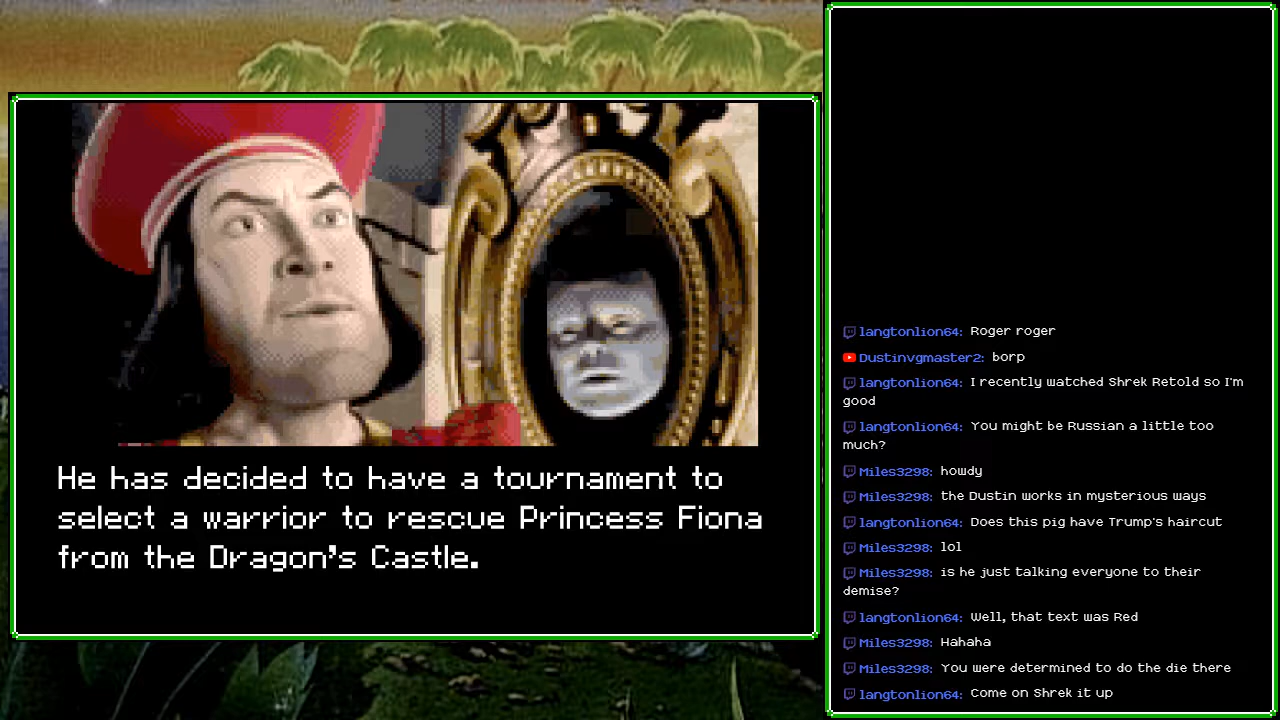 He has decided to have a tournament to
select a warrior to rescue Princess Fiona
from the Dragon's Castle.
langtonlion64: Roger roger
Dustinvgmaster2: borp
langtonlion64: I recently watched Shrek Retold so I'm
good
langtonlion64: You might be Russian a little too
much?
Miles3298: howdy
Miles3298: the Dustin works in mysterious ways
langtonlion64: Does this pig have Trump's haircut
Miles3298: lol
Miles3298: is he just talking everyone to their
demise?
langtonlion64: Well, that text was Red
Miles3298: Hahaha
Miles3298: You were determined to do the die there
langtonlion64: Come on Shrek it up